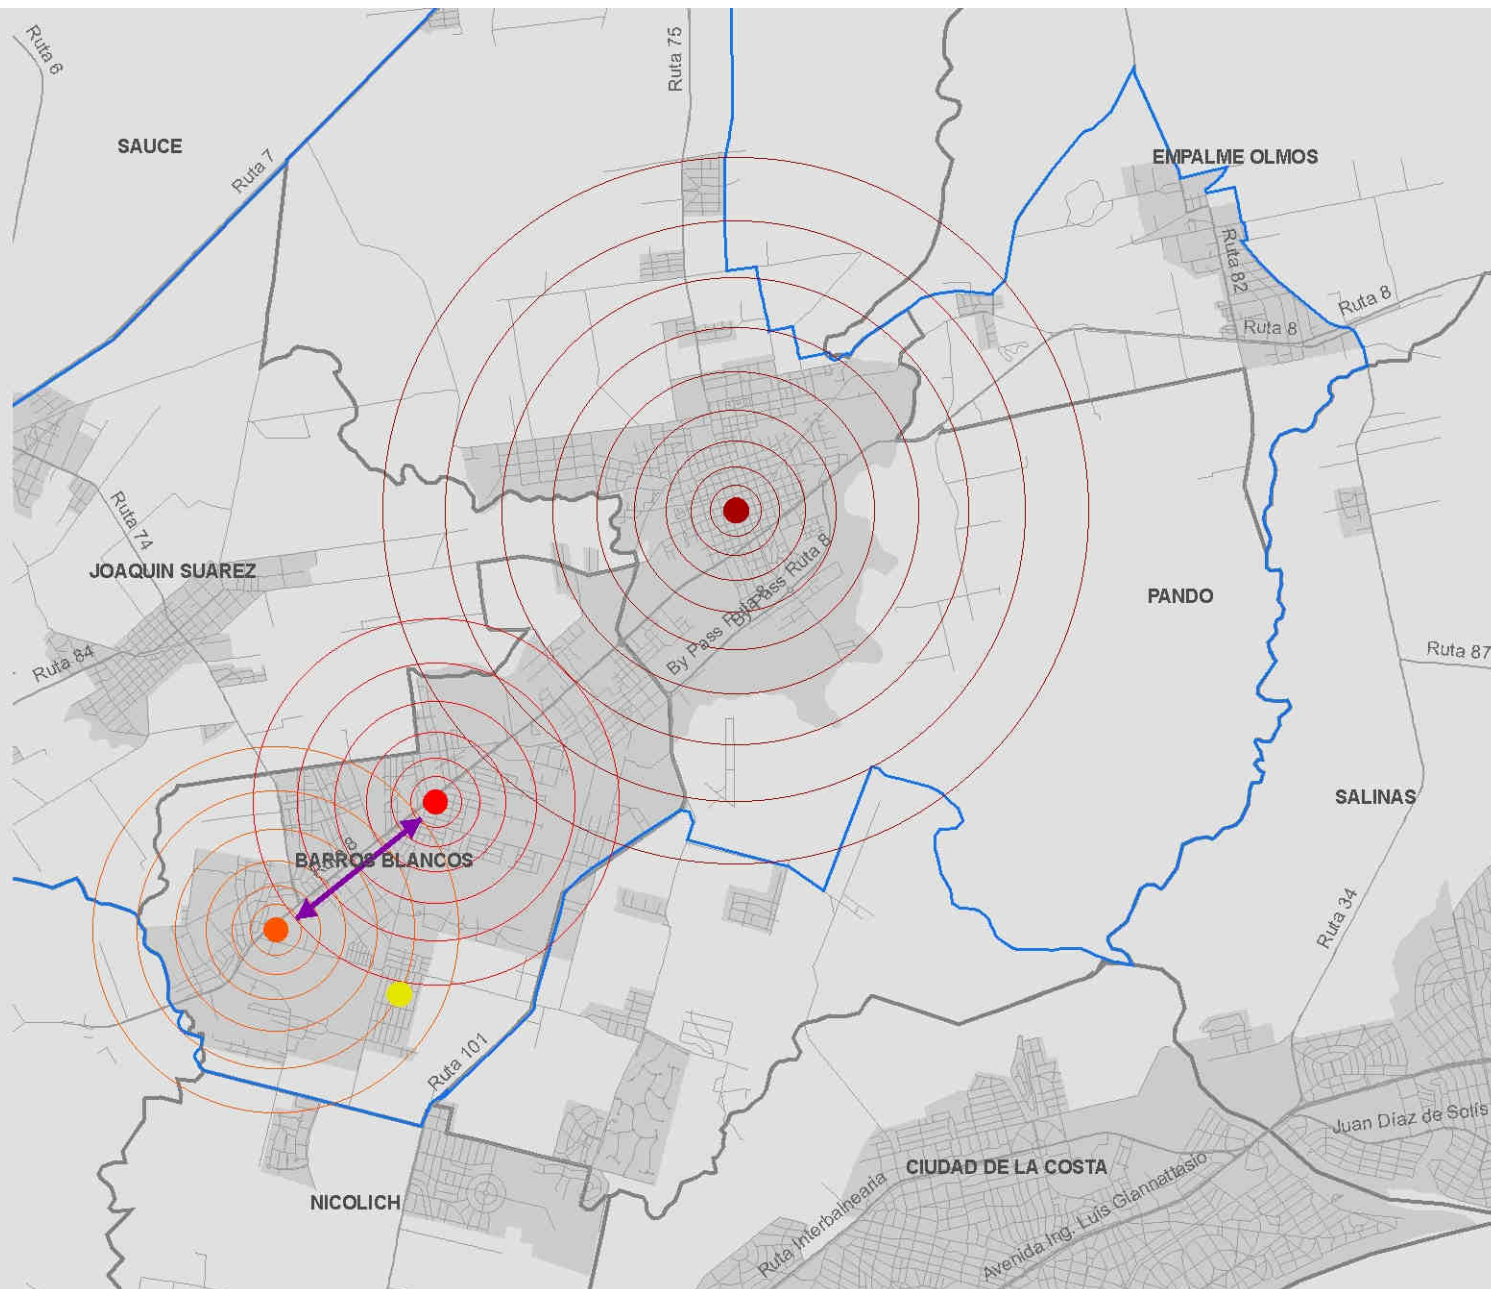 Ruta 6
Ruta 75
SAUCE
Ruta 7
EMPALME OLMOS
Ruta 82
Ruta 8
Ruta 8
Ruta 74
JOAQUIN SUAREZ
By Pass Ruta 8
By Pass Ruta 8
PANDO
Ruta 84
Ruta 87
SALINAS
BARROS BLANCOS
Ruta 34
Ruta 101
Juan Díaz de Solís
CIUDAD DE LA COSTA
NICOLICH
Ruta Interbalnearia
Avenida Ing. Luis Giannattasio